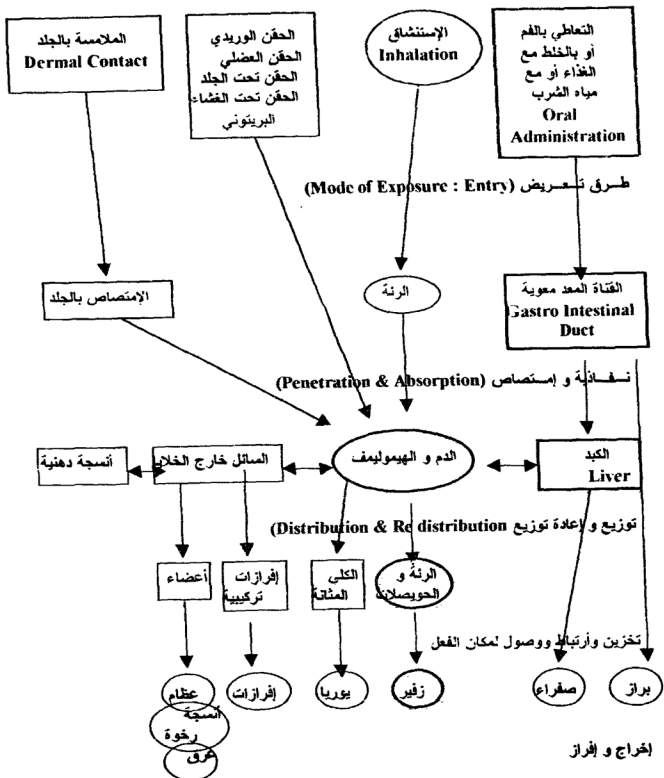 التعاطي بالفم
أو بالخلط مع
الغذاء أو مع
مياه الشرب
Oral
Administration
الإستنشاق
Inhalation
الحقن الوريدي
الحقن العضلي
الحقن تحت الجلد
الحقن تحت الغشاء
البريتوني
الملامسة بالجلد
Dermal Contact
طرق تعريض (Mode of Exposure : Entry)
القناة المعد معوية
Gastro Intestinal
Duct
الرئة
الإمتصاص بالجلد
نفاذية و إمتصاص (Penetration & Absorption)
الكبد
Liver
الدم و الهيموليمف
السائل خارج الخلايا
أنسجة دهنية
توزيع و إعادة توزيع (Distribution & Re distribution
الرئة و
الحويصلات
الكلى
المثانة
إفرازات
تركيبية
أعضاء
تخزين وأرتباط ووصول لمكان الفعل
براز
صفراء
زفير
يوريا
إفرازات
عظام
أنسجة
رخوة
عرق
إخراج و إفراز